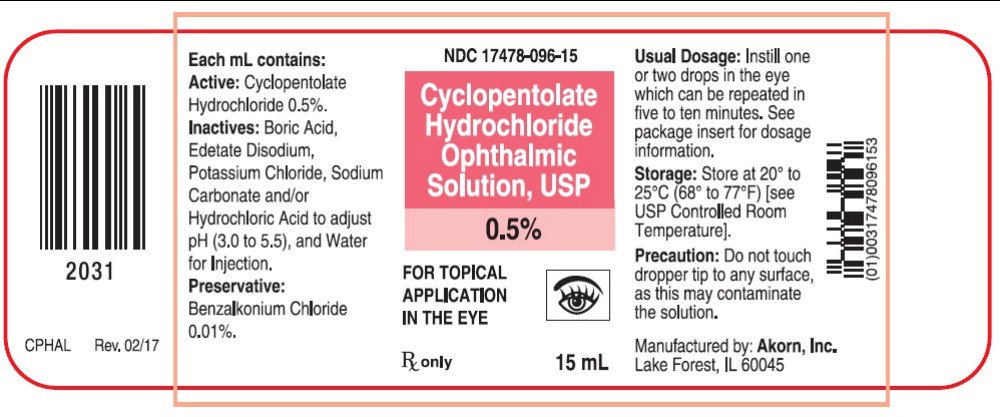 2031
CPHAL Rev. 02/17
Each mL contains:
Active: Cyclopentolate
Hydrochloride 0.5%.
Inactives: Boric Acid,
Edetate Disodium,
Potassium Chloride, Sodium
Carbonate and/or
Hydrochloric Acid to adjust
pH (3.0 to 5.5), and Water
for Injection.
Preservative:
Benzalkonium Chloride
0.01%.
NDC 17478-096-15
Cyclopentolate
Hydrochloride
Ophthalmic
Solution, USP
0.5%
FOR TOPICAL
APPLICATION
IN THE EYE
Rx only 15 mL
Usual Dosage: Instill one
or two drops in the eye
which can be repeated in
five to ten minutes. See
package insert for dosage
information.
Storage: Store at 20° to
25°C (68° to 77°F) [see
USP Controlled Room
Temperature].
Precaution: Do not touch
dropper tip to any surface,
as this may contaminate
the solution.
Manufactured by: Akorn, Inc.
Lake Forest, IL 60045
(01)00317478096153